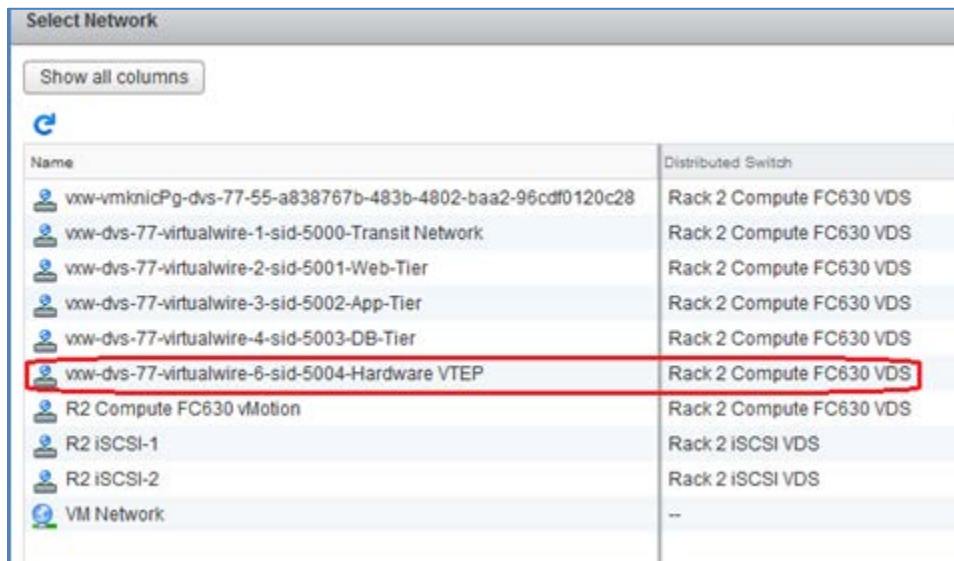 Select Network
Show all columns
Name Distributed Switch
vxw-vmknicPg-dvs-77-55-a838767b-483b-4802-baa2-96cdf0120c28 Rack 2 Compute FC630 VDS
vxw-dvs-77-virtualwire-1-sid-5000-Transit Network Rack 2 Compute FC630 VDS
vxw-dvs-77-virtualwire-2-sid-5001-Web-Tier Rack 2 Compute FC630 VDS
vxw-dvs-77-virtualwire-3-sid-5002-App-Tier Rack 2 Compute FC630 VDS
vxw-dvs-77-virtualwire-4-sid-5003-DB-Tier Rack 2 Compute FC630 VDS
vxw-dvs-77-virtualwire-6-sid-5004-Hardware VTEP Rack 2 Compute FC630 VDS
R2 Compute FC630 vMotion Rack 2 Compute FC630 VDS
R2 iSCSI-1 Rack 2 iSCSI VDS
R2 iSCSI-2 Rack 2 iSCSI VDS
VM Network --